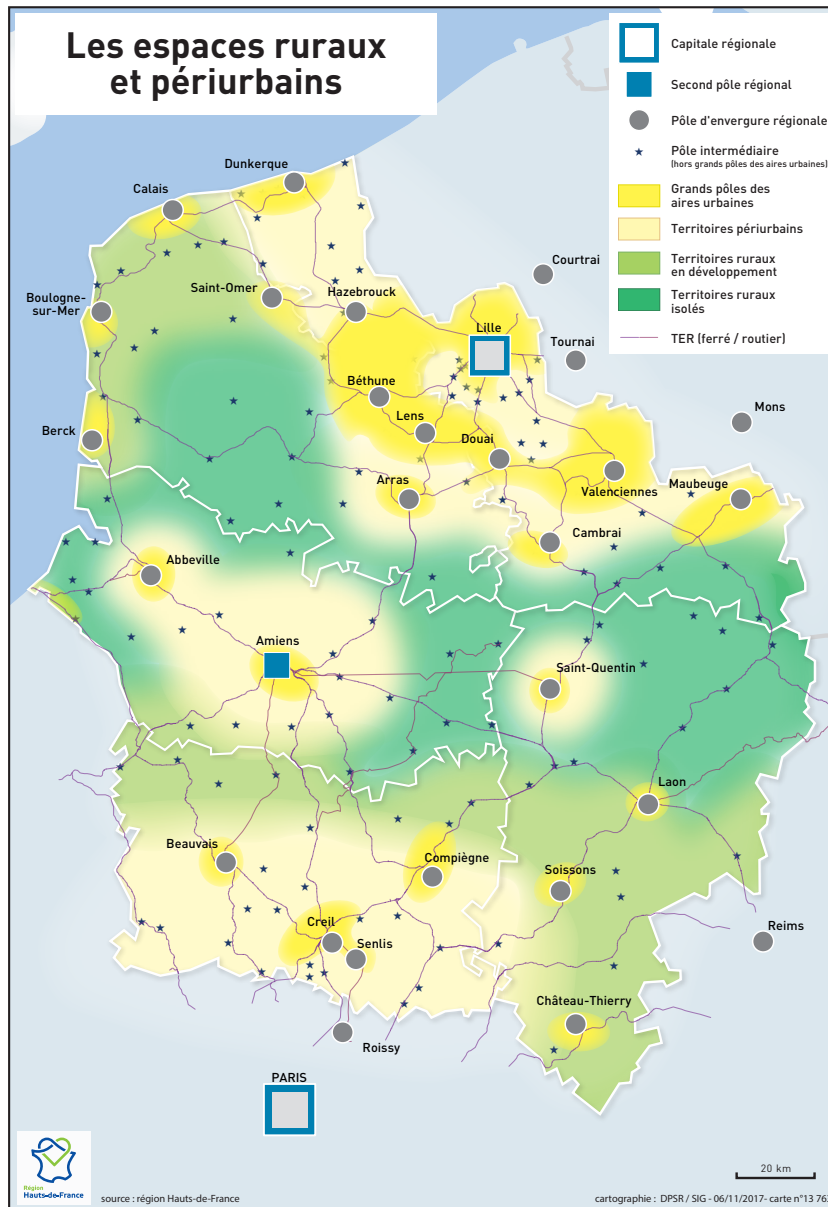 Les espaces ruraux
et périurbains
Capitale régionale
Second pôle régional
Pôle d'envergure régionale
Pôle intermédiaire
(hors grands pôles des aires urbaines)
Grands pôles des
aires urbaines
Territoires périurbains
Territoires ruraux
en développement
Territoires ruraux
isolés
TER (ferré / routier)
Dunkerque
Calais
Courtrai
Saint-Omer
Hazebrouck
Boulogne-
sur-Mer
Lille
Tournai
Béthune
Mons
Lens
Berck
Douai
Arras
Valenciennes
Maubeuge
Cambrai
Abbeville
Amiens
Saint-Quentin
Laon
Beauvais
Compiègne
Soissons
Creil
Senlis
Reims
Château-Thierry
Roissy
PARIS
20 km
Région
Hauts-de-France
source : région Hauts-de-France
cartographie : DPSR / SIG - 06/11/2017- carte n°13 763